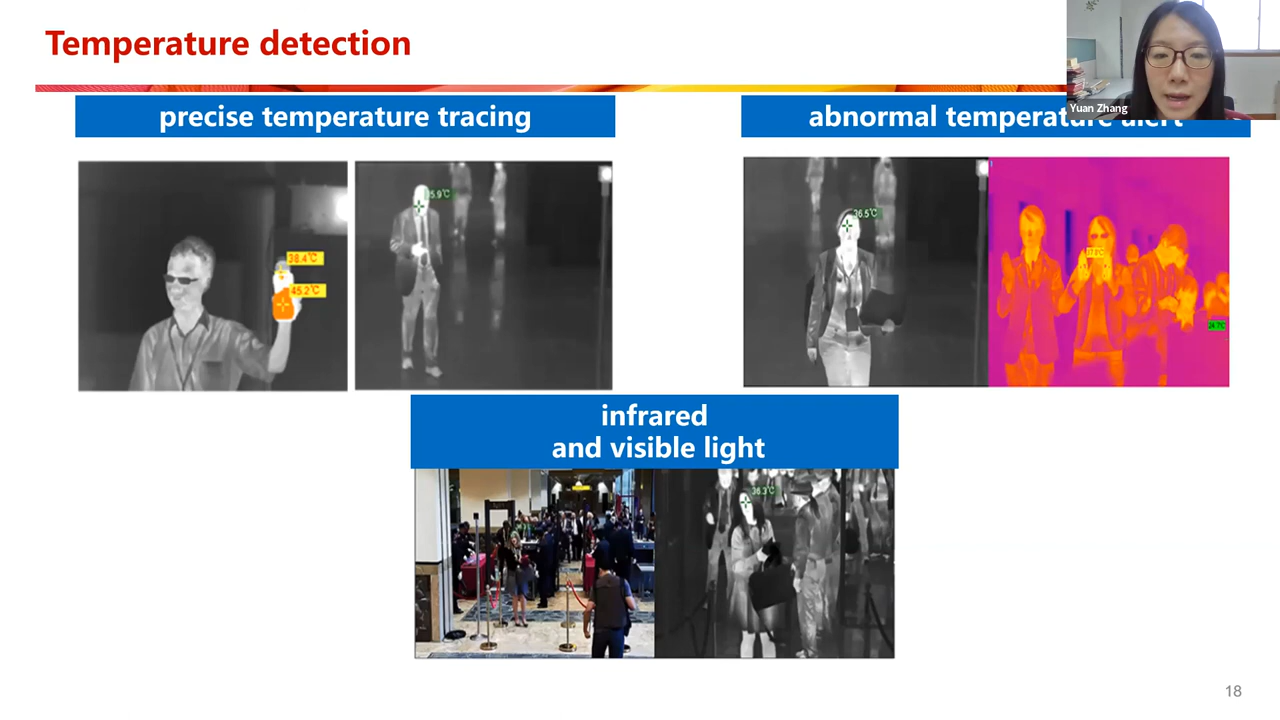 Temperature detection
Yuan Zhang
precise temperature tracing
abnormal temperature alert
38.4℃
45.2℃
35.9℃
36.5℃
infrared
and visible light
36.3℃
18